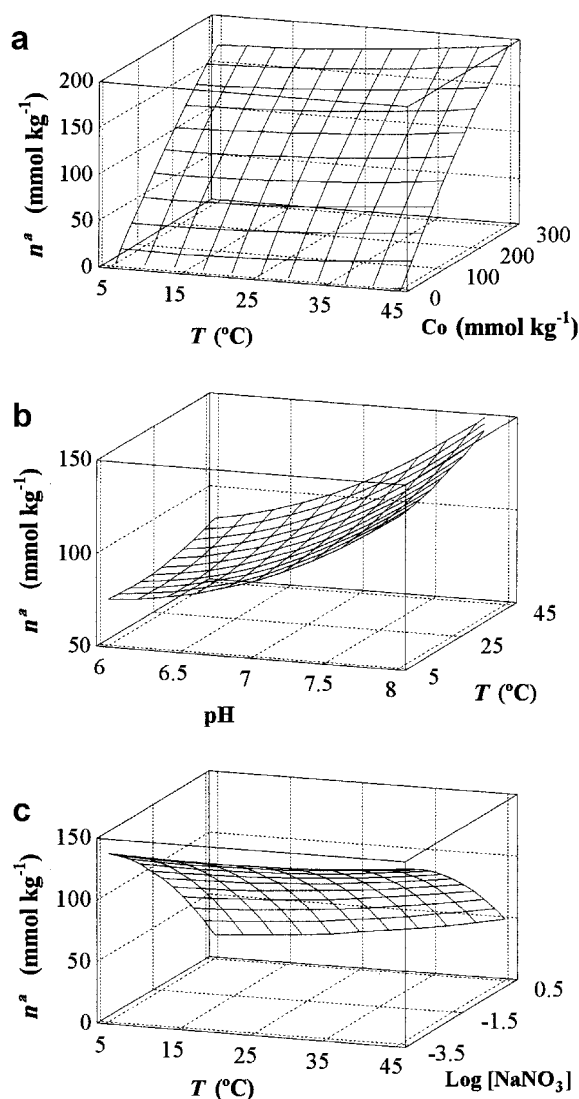 a
200
150
100
50
0
nᵃ (mmol kg⁻¹)
5 15 25 35 45
T (ºC)
0 100 200 300
Co (mmol kg⁻¹)
b
150
100
50
nᵃ (mmol kg⁻¹)
6 6.5 7 7.5 8
pH
5 25 45
T (ºC)
c
150
100
50
0
nᵃ (mmol kg⁻¹)
5 15 25 35 45
T (ºC)
-3.5 -1.5 0.5
Log [NaNO₃]